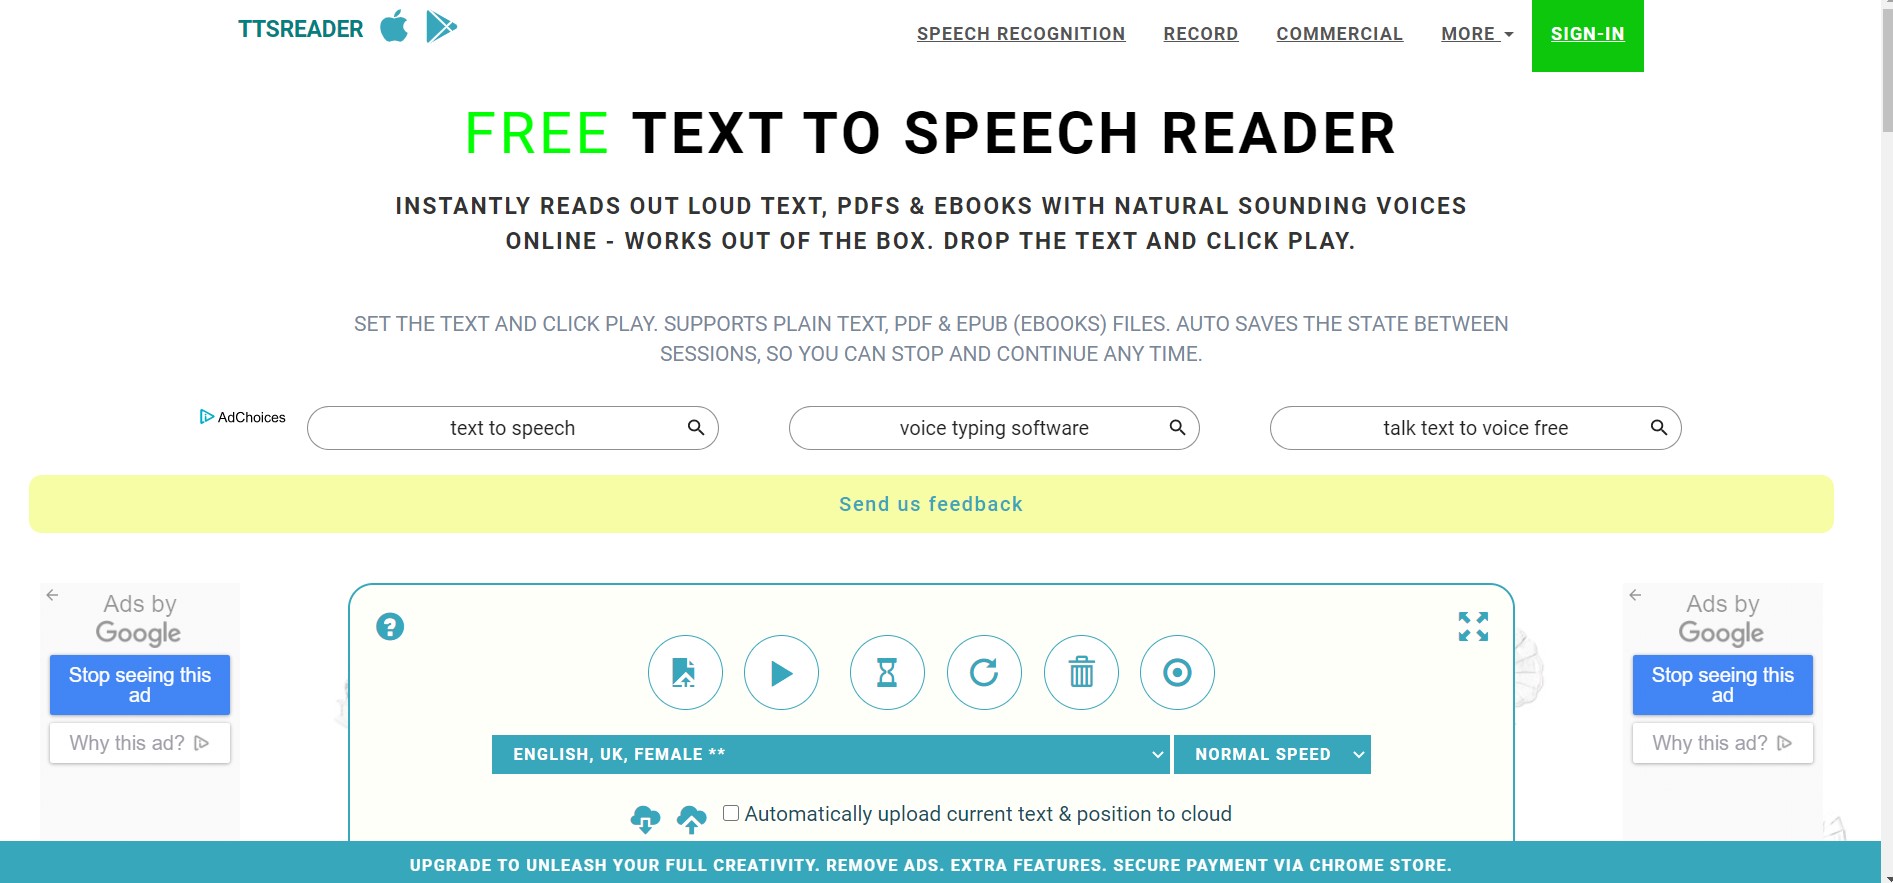 TTSREADER
SPEECH RECOGNITION
RECORD
COMMERCIAL
MORE
SIGN-IN
FREE TEXT TO SPEECH READER
INSTANTLY READS OUT LOUD TEXT, PDFS & EBOOKS WITH NATURAL SOUNDING VOICES
ONLINE - WORKS OUT OF THE BOX. DROP THE TEXT AND CLICK PLAY.
SET THE TEXT AND CLICK PLAY. SUPPORTS PLAIN TEXT, PDF & EPUB (EBOOKS) FILES. AUTO SAVES THE STATE BETWEEN
SESSIONS, SO YOU CAN STOP AND CONTINUE ANY TIME.
AdChoices
text to speech
voice typing software
talk text to voice free
Send us feedback
Ads by
Google
Stop seeing this
ad
Why this ad?
ENGLISH, UK, FEMALE **
NORMAL SPEED
Automatically upload current text & position to cloud
Ads by
Google
Stop seeing this
ad
Why this ad?
UPGRADE TO UNLEASH YOUR FULL CREATIVITY. REMOVE ADS. EXTRA FEATURES. SECURE PAYMENT VIA CHROME STORE.